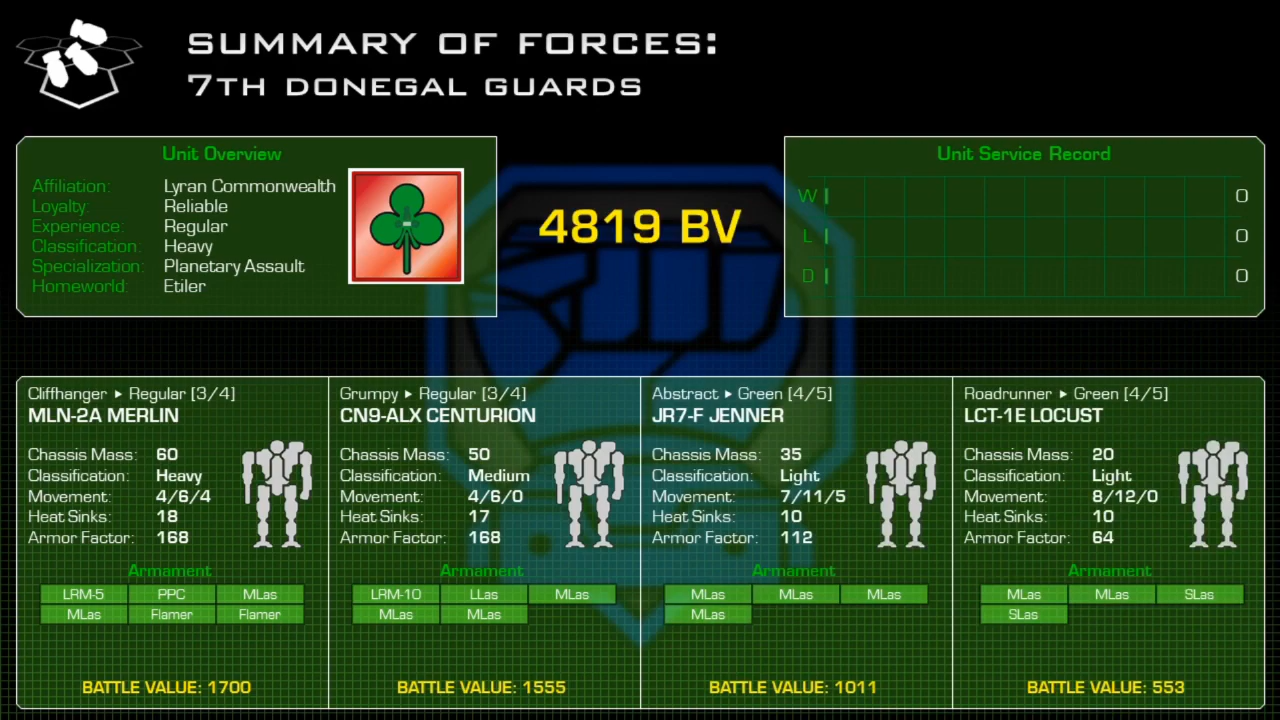 SUMMARY OF FORCES:
7TH DONEGAL GUARDS
Unit Overview
Affiliation: Lyran Commonwealth
Loyalty: Reliable
Experience: Regular
Classification: Heavy
Specialization: Planetary Assault
Homeworld: Etiler
4819 BV
Unit Service Record
W 0
L 0
D 0
Cliffhanger ▸ Regular [3/4]
MLN-2A MERLIN
Chassis Mass: 60
Classification: Heavy
Movement: 4/6/4
Heat Sinks: 18
Armor Factor: 168
Armament
LRM-5 PPC MLas
MLas Flamer Flamer
BATTLE VALUE: 1700
Grumpy ▸ Regular [3/4]
CN9-ALX CENTURION
Chassis Mass: 50
Classification: Medium
Movement: 4/6/0
Heat Sinks: 17
Armor Factor: 168
Armament
LRM-10 LLas MLas
MLas MLas
BATTLE VALUE: 1555
Abstract ▸ Green [4/5]
JR7-F JENNER
Chassis Mass: 35
Classification: Light
Movement: 7/11/5
Heat Sinks: 10
Armor Factor: 112
Armament
MLas MLas MLas
MLas
BATTLE VALUE: 1011
Roadrunner ▸ Green [4/5]
LCT-1E LOCUST
Chassis Mass: 20
Classification: Light
Movement: 8/12/0
Heat Sinks: 10
Armor Factor: 64
Armament
MLas MLas SLas
SLas
BATTLE VALUE: 553